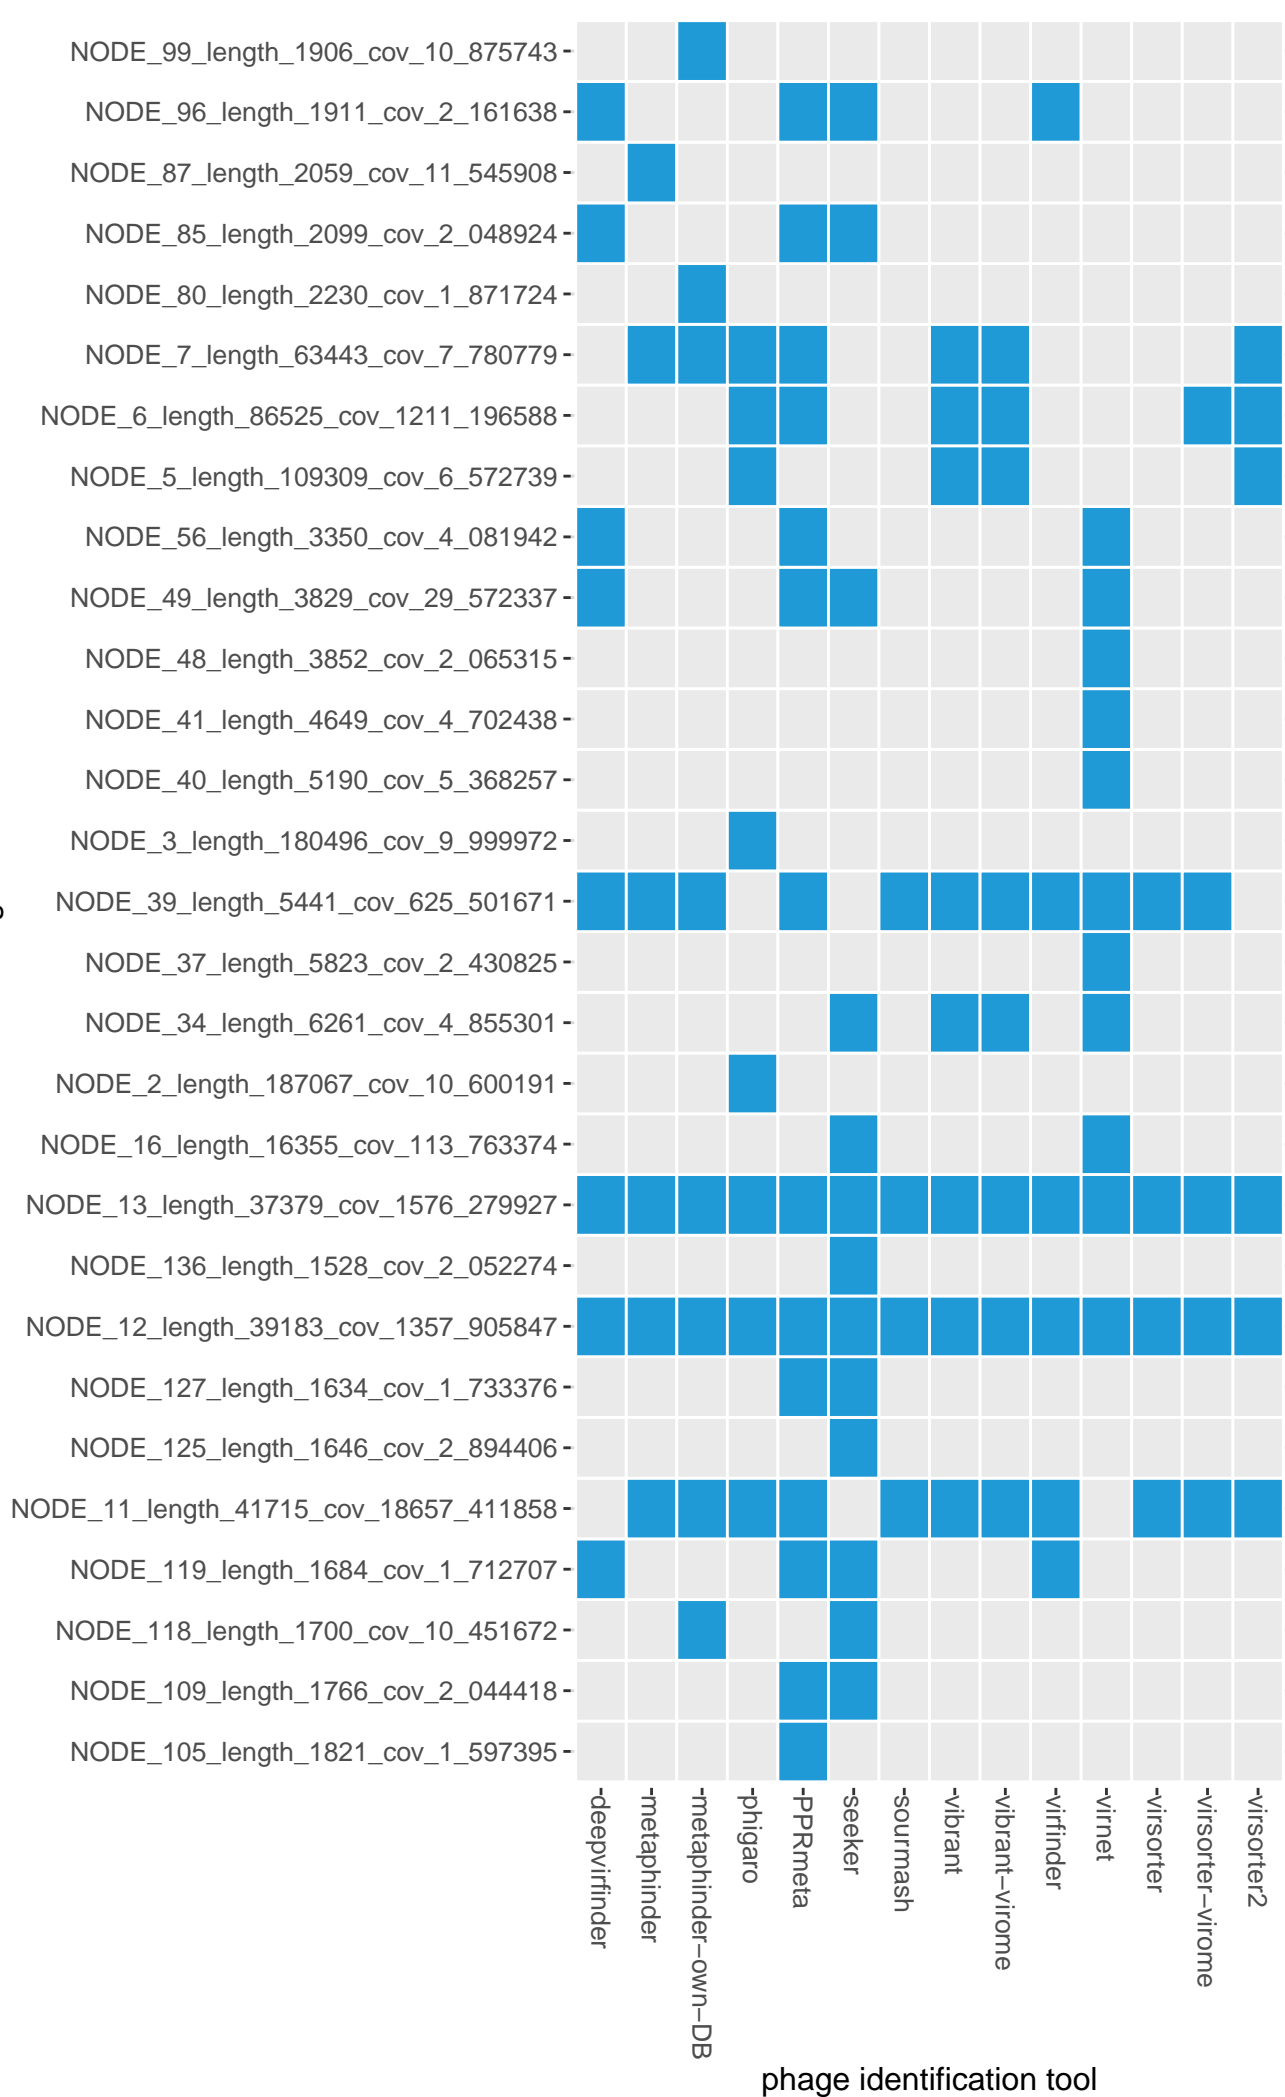 NODE_99_length_1906_cov_10_875743
NODE_96_length_1911_cov_2_161638
NODE_87_length_2059_cov_11_545908
NODE_85_length_2099_cov_2_048924
NODE_80_length_2230_cov_1_871724
NODE_7_length_63443_cov_7_780779
NODE_6_length_86525_cov_1211_196588
NODE_5_length_109309_cov_6_572739
NODE_56_length_3350_cov_4_081942
NODE_49_length_3829_cov_29_572337
NODE_48_length_3852_cov_2_065315
NODE_41_length_4649_cov_4_702438
NODE_40_length_5190_cov_5_368257
NODE_3_length_180496_cov_9_999972
NODE_39_length_5441_cov_625_501671
NODE_37_length_5823_cov_2_430825
NODE_34_length_6261_cov_4_855301
NODE_2_length_187067_cov_10_600191
NODE_16_length_16355_cov_113_763374
NODE_13_length_37379_cov_1576_279927
NODE_136_length_1528_cov_2_052274
NODE_12_length_39183_cov_1357_905847
NODE_127_length_1634_cov_1_733376
NODE_125_length_1646_cov_2_894406
NODE_11_length_41715_cov_18657_411858
NODE_119_length_1684_cov_1_712707
NODE_118_length_1700_cov_10_451672
NODE_109_length_1766_cov_2_044418
NODE_105_length_1821_cov_1_597395
deepvirfinder
metaphinder
metaphinder−own−DB
phigaro
PPRmeta
seeker
sourmash
vibrant
vibrant−virome
virfinder
virnet
virsorter
virsorter−virome
virsorter2
phage identification tool